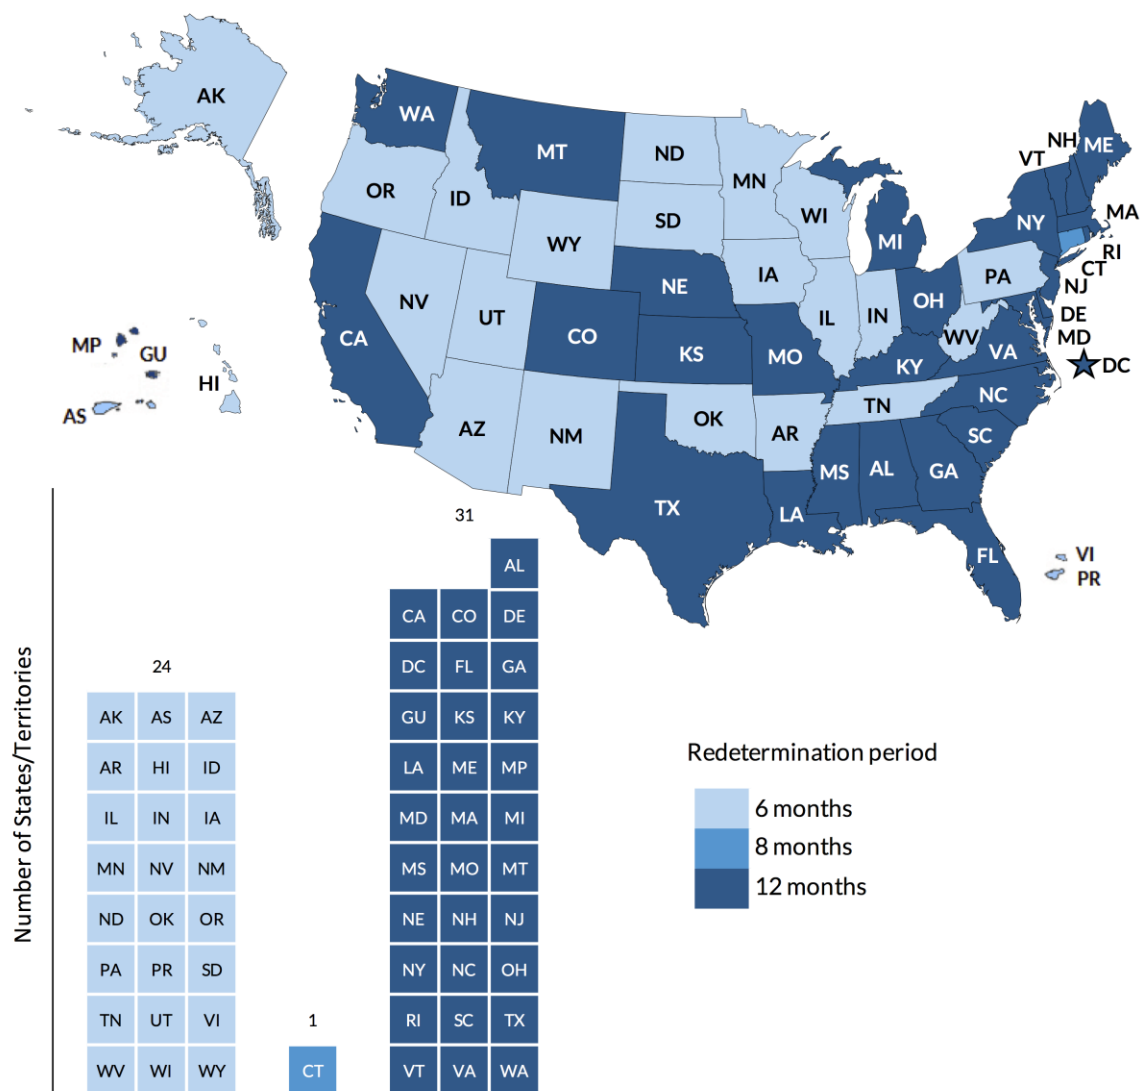 AK
WA
MT
ND
MN
OR
ID
SD
WI
WY
MI
NH
ME
VT
NY
MA
RI
CT
NJ
PA
DE
MD
DC
IA
NE
NV
UT
CA
CO
KS
MO
IL
IN
OH
WV
VA
KY
NC
TN
SC
AZ
NM
OK
AR
MS
AL
GA
TX
LA
FL
MP
GU
HI
AS
VI
PR
Number of States/Territories
24
AK AS AZ
AR HI ID
IL IN IA
MN NV NM
ND OK OR
PA PR SD
TN UT VI
WV WI WY
1
CT
31
AL
CA CO DE
DC FL GA
GU KS KY
LA ME MP
MD MA MI
MS MO MT
NE NH NJ
NY NC OH
RI SC TX
VT VA WA
Redetermination period
6 months
8 months
12 months